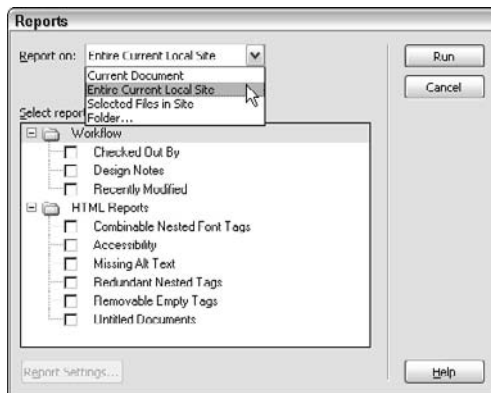 Reports
Report on: Entire Current Local Site
Run
Current Document
Entire Current Local Site
Selected Files in Site
Folder...
Cancel
Select repor
Workflow
Checked Out By
Design Notes
Recently Modified
HTML Reports
Combinable Nested Font Tags
Accessibility
Missing Alt Text
Redundant Nested Tags
Removable Empty Tags
Untitled Documents
Report Settings...
Help